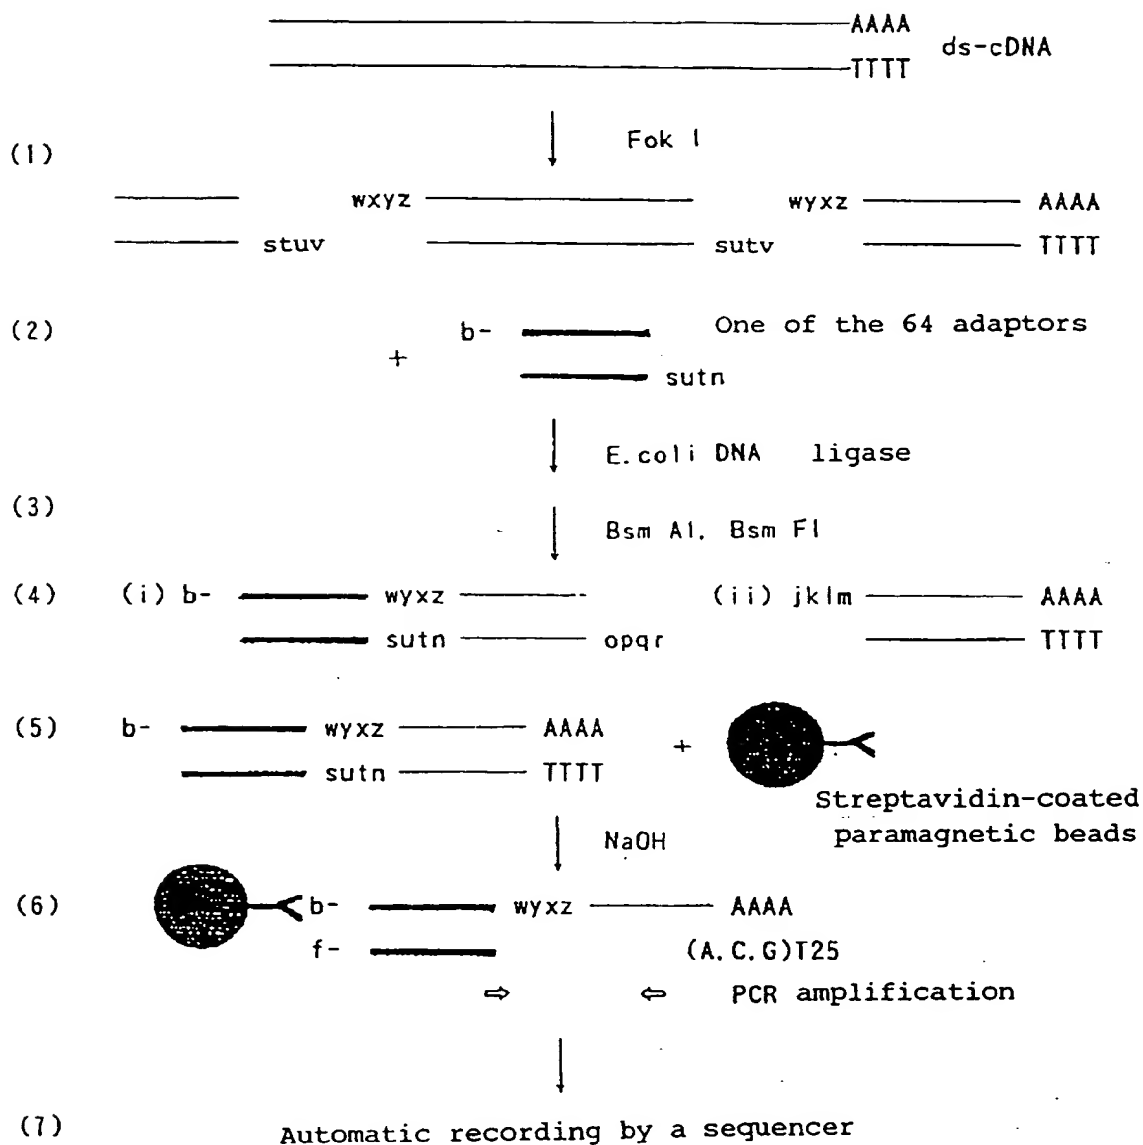 AAAA
ds-cDNA
TTTT
(1)
Fok I
wxyz wyxz AAAA
stuv sutv TTTT
(2) b- One of the 64 adaptors
+
sutn
E.coli DNA ligase
(3)
Bsm AI. Bsm FI
(4) (i) b- wyxz (ii) jklm AAAA
sutn opqr TTTT
(5) b- wyxz AAAA
+
sutn TTTT
Streptavidin-coated
paramagnetic beads
NaOH
(6) b- wyxz AAAA
f- (A.C.G)T25
⇨ ⇦ PCR amplification
(7) Automatic recording by a sequencer